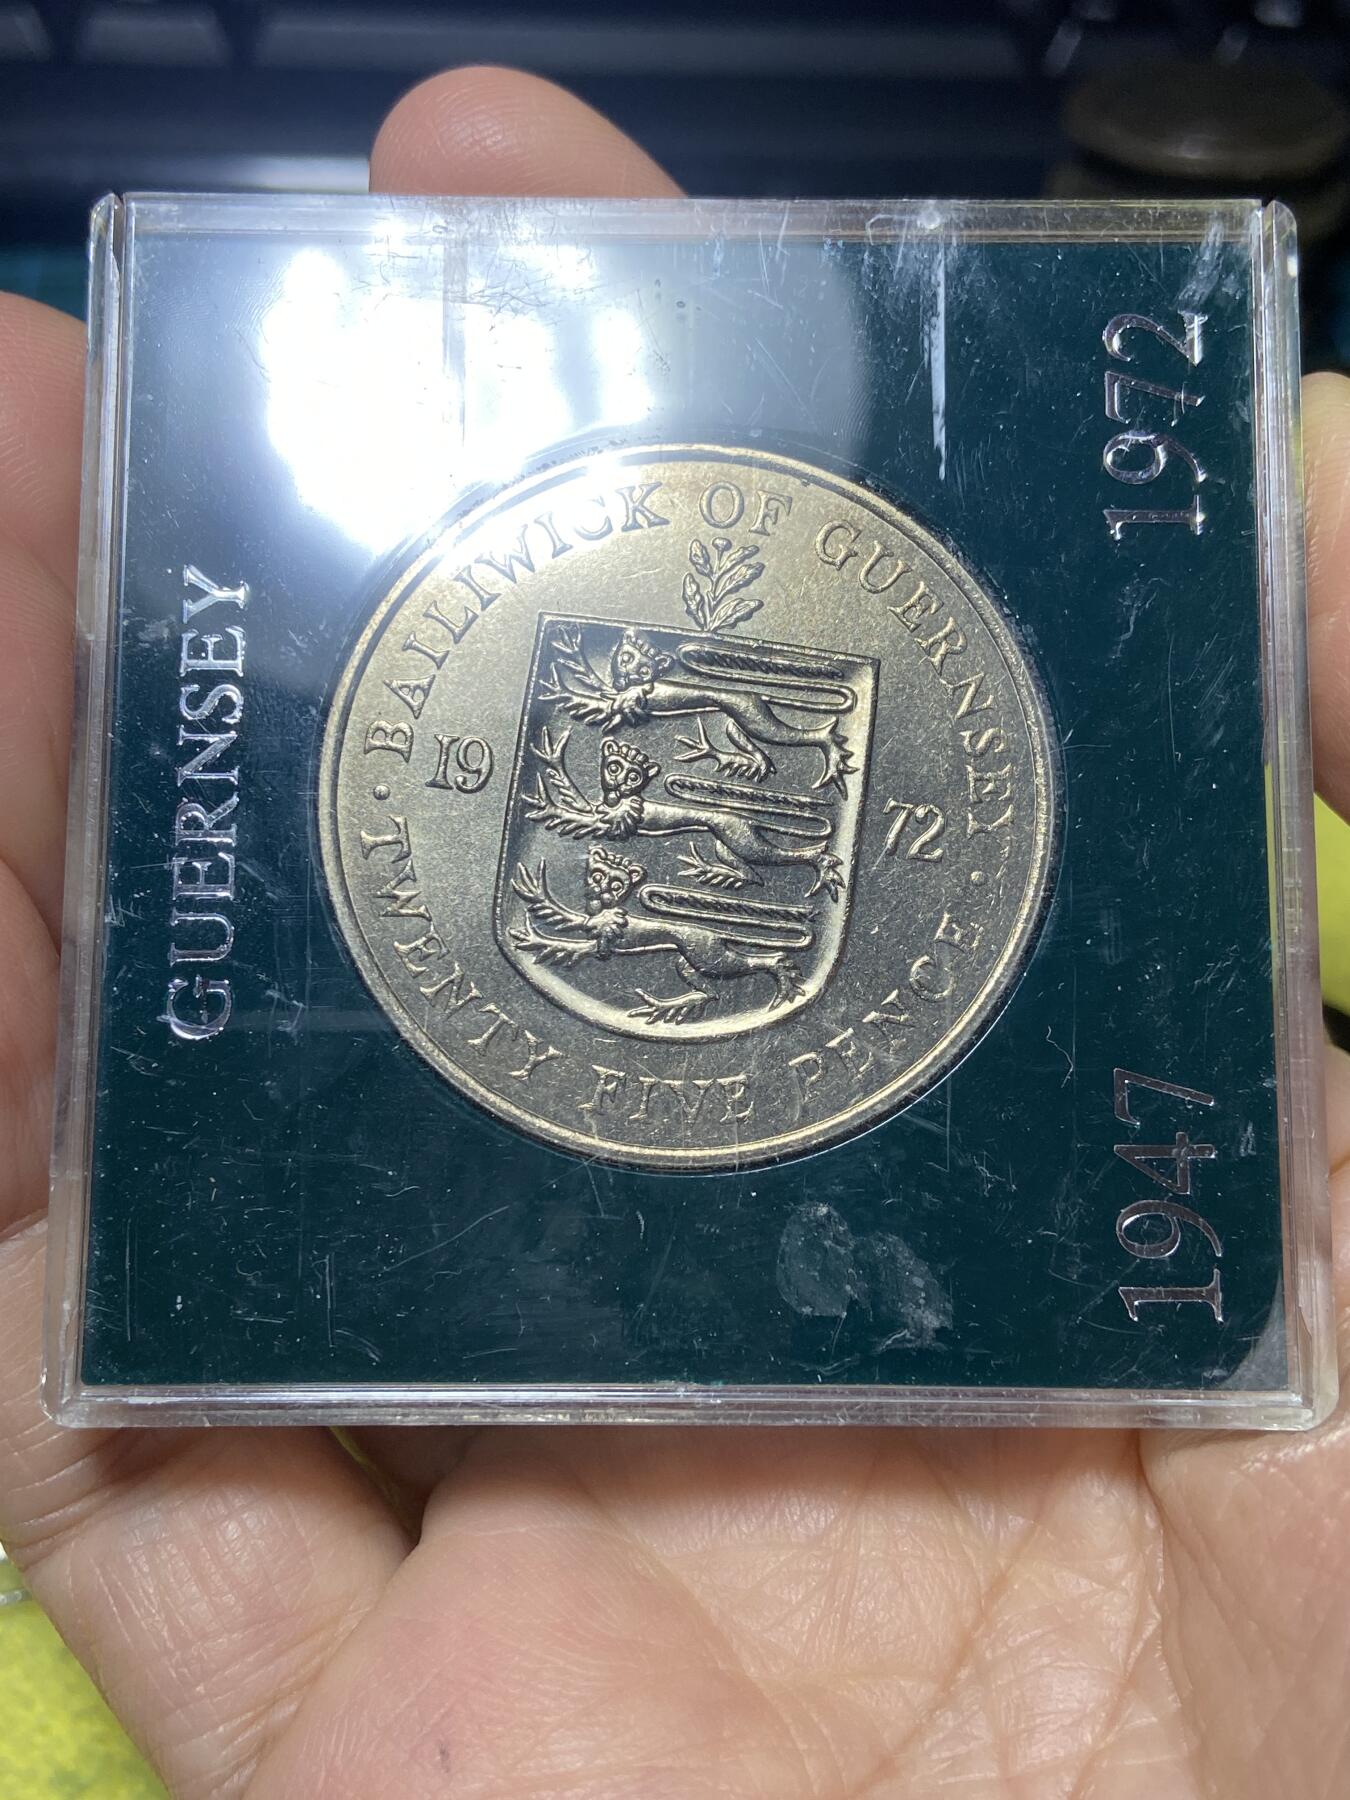 GUERNSEY
1947
1972
· BAILIWICK OF GUERNSEY ·
TWENTY FIVE PENCE
19
72